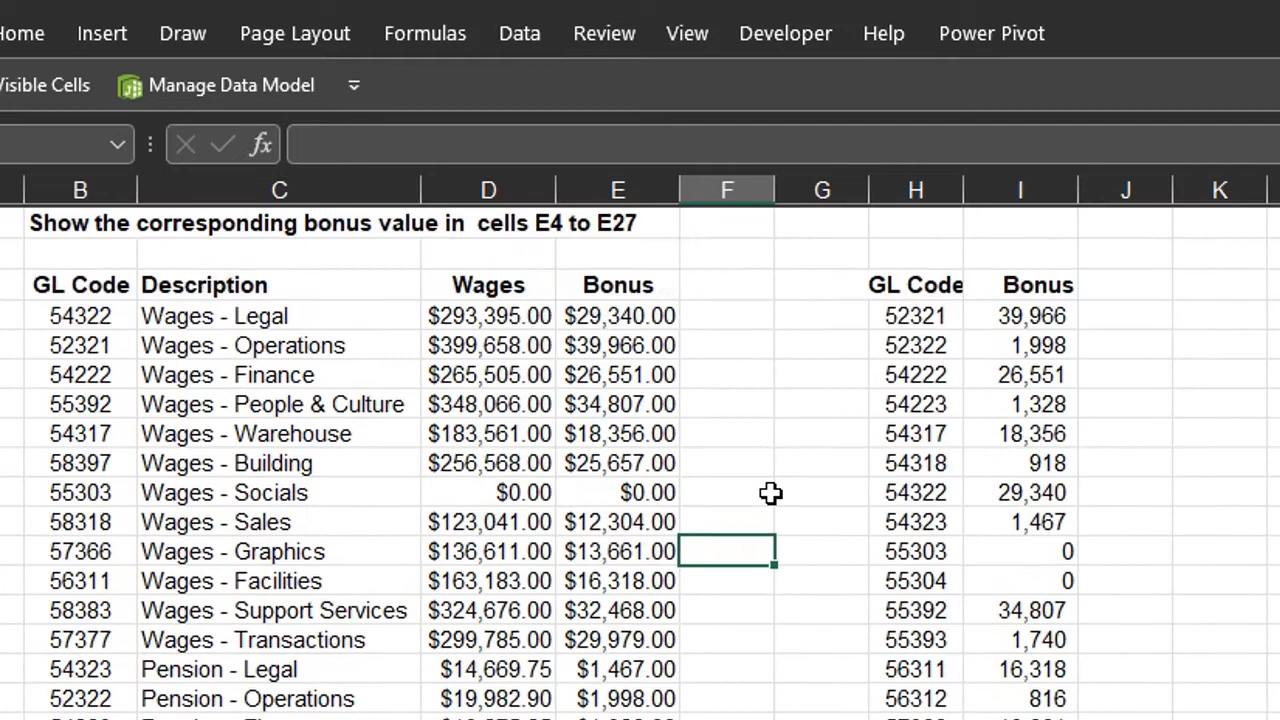 Home Insert Draw Page Layout Formulas Data Review View Developer Help Power Pivot
Visible Cells Manage Data Model
fx
B C D E F G H I J K
Show the corresponding bonus value in cells E4 to E27
GL Code Description Wages Bonus GL Code Bonus
54322 Wages - Legal $293,395.00 $29,340.00 52321 39,966
52321 Wages - Operations $399,658.00 $39,966.00 52322 1,998
54222 Wages - Finance $265,505.00 $26,551.00 54222 26,551
55392 Wages - People & Culture $348,066.00 $34,807.00 54223 1,328
54317 Wages - Warehouse $183,561.00 $18,356.00 54317 18,356
58397 Wages - Building $256,568.00 $25,657.00 54318 918
55303 Wages - Socials $0.00 $0.00 54322 29,340
58318 Wages - Sales $123,041.00 $12,304.00 54323 1,467
57366 Wages - Graphics $136,611.00 $13,661.00 55303 0
56311 Wages - Facilities $163,183.00 $16,318.00 55304 0
58383 Wages - Support Services $324,676.00 $32,468.00 55392 34,807
57377 Wages - Transactions $299,785.00 $29,979.00 55393 1,740
54323 Pension - Legal $14,669.75 $1,467.00 56311 16,318
52322 Pension - Operations $19,982.90 $1,998.00 56312 816